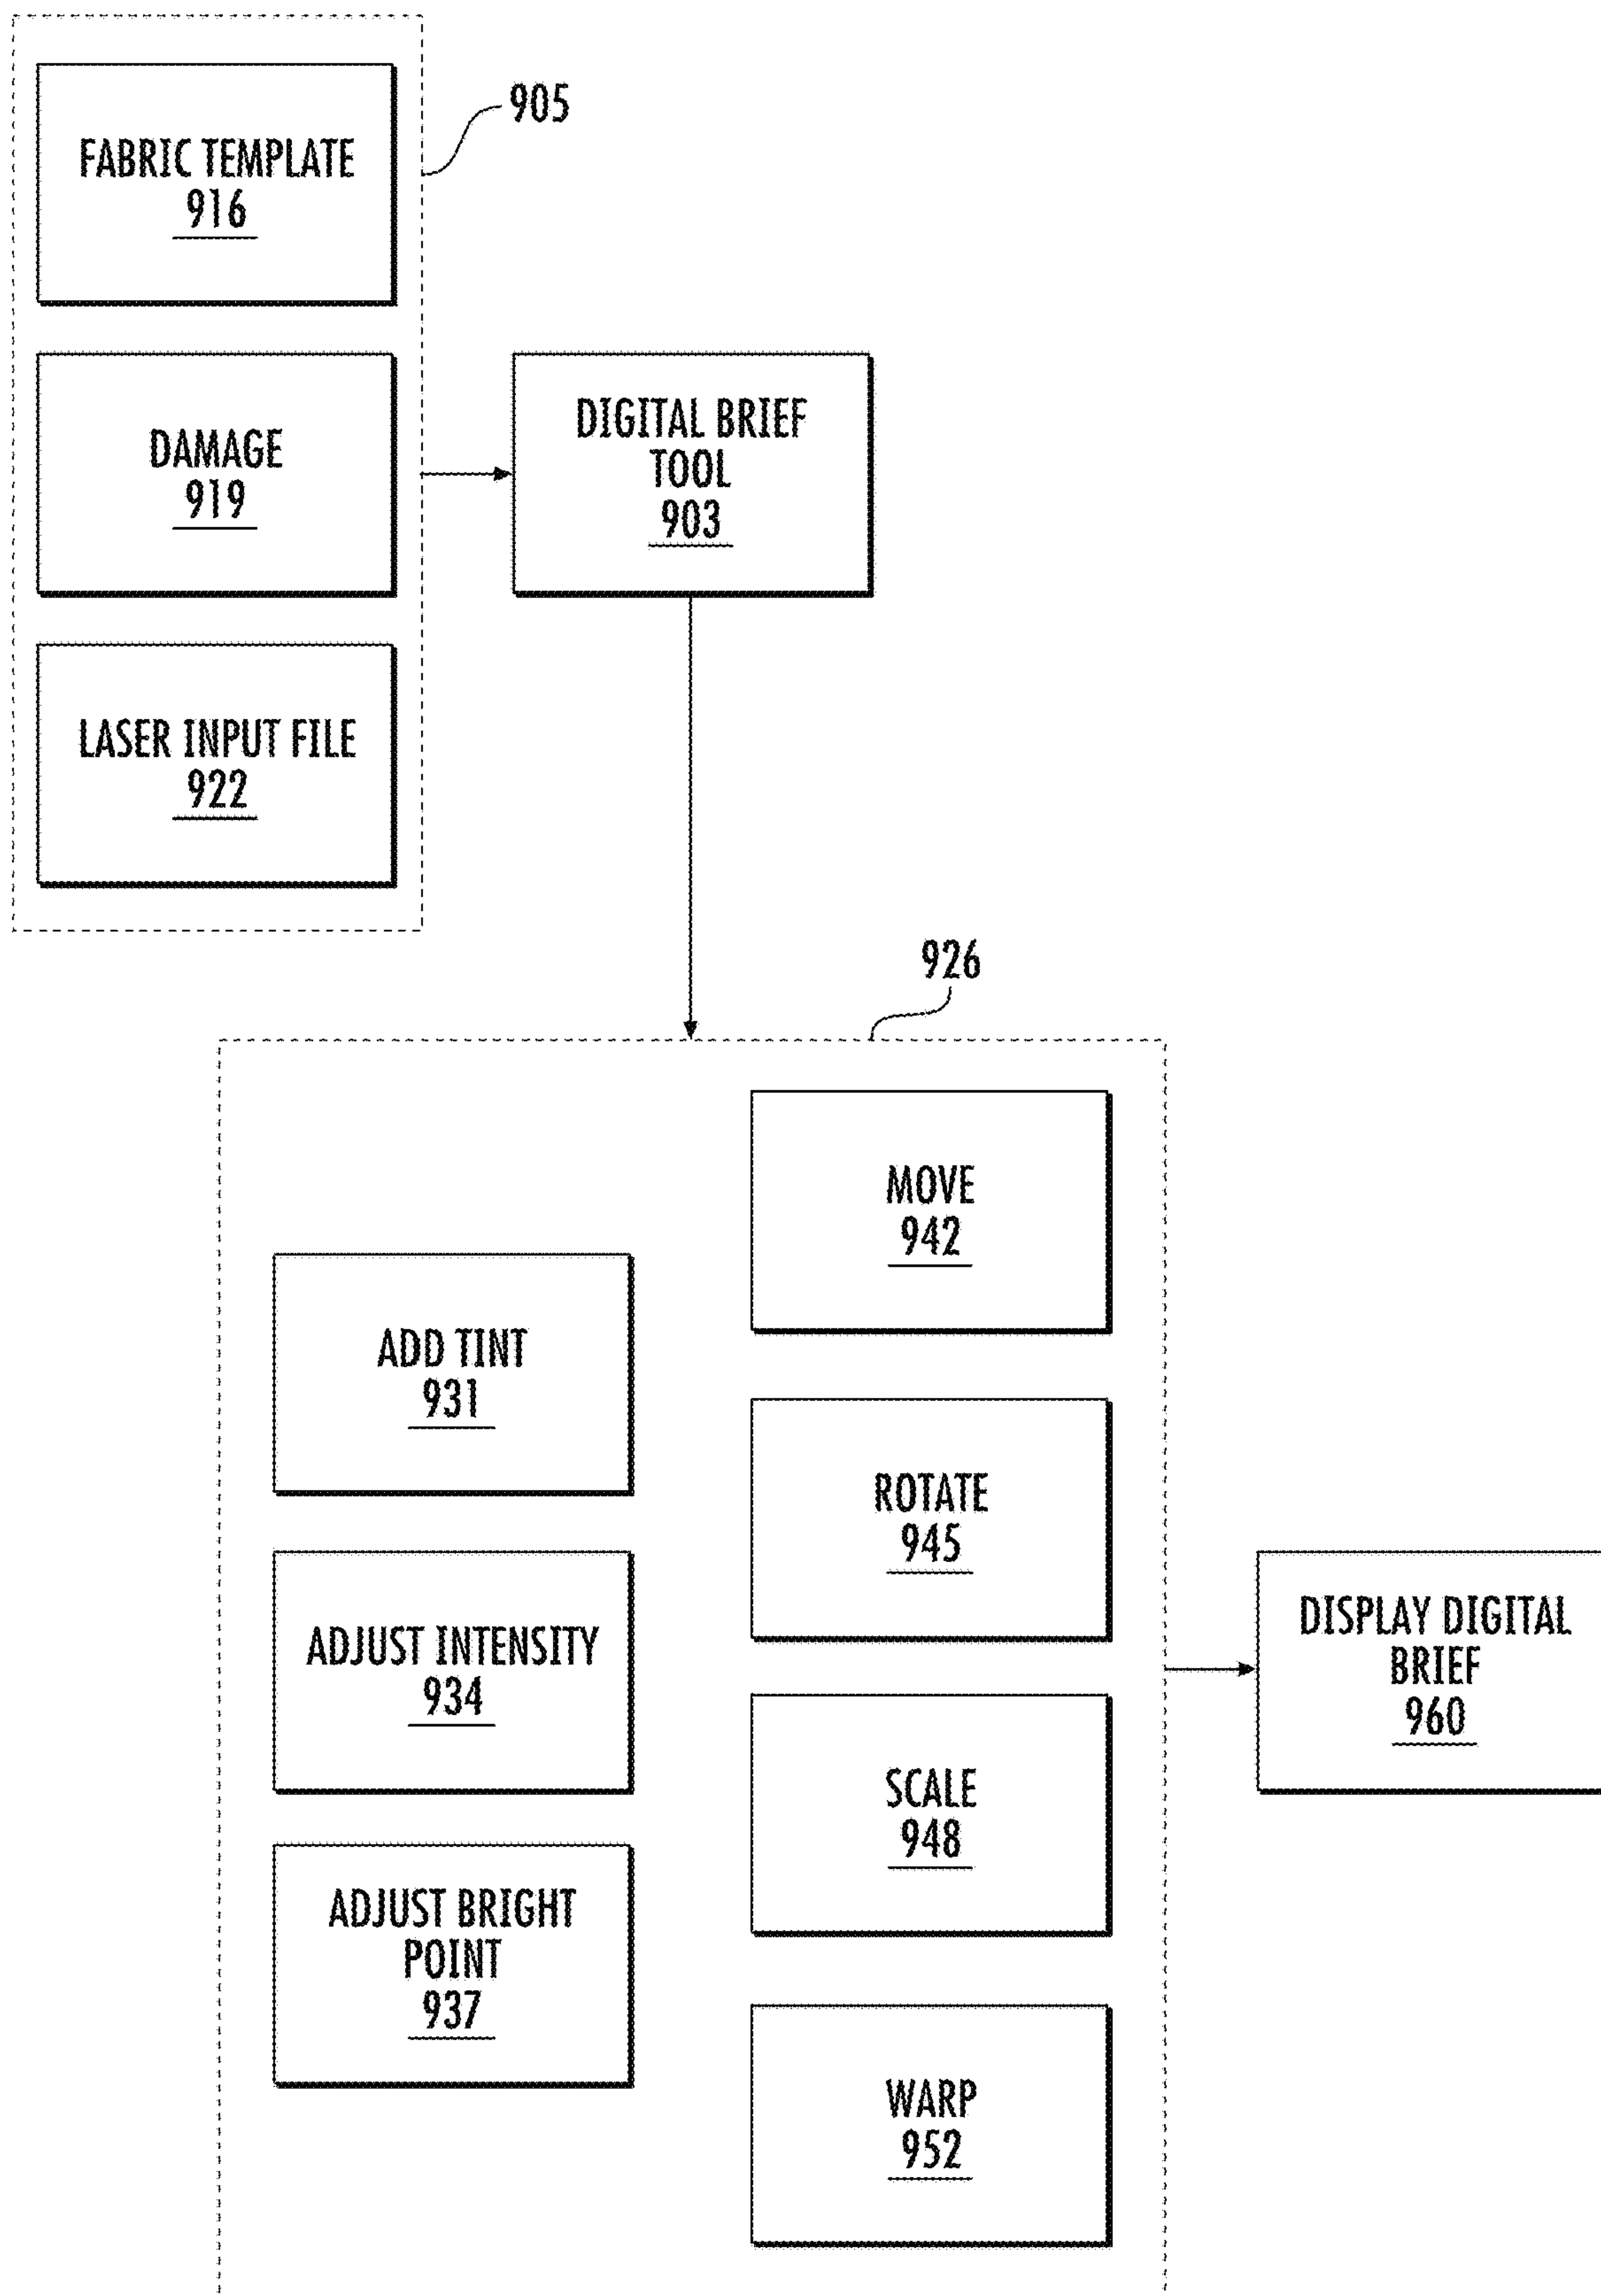 FABRIC TEMPLATE
916
905
DAMAGE
919
DIGITAL BRIEF
TOOL
903
LASER INPUT FILE
922
926
MOVE
942
ADD TINT
931
ROTATE
945
ADJUST INTENSITY
934
DISPLAY DIGITAL
BRIEF
960
SCALE
948
ADJUST BRIGHT
POINT
937
WARP
952